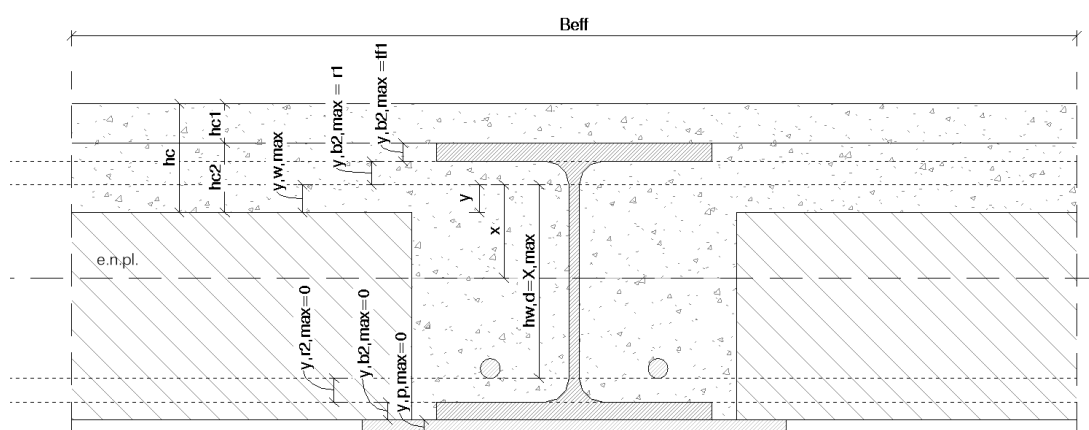 Beff
y,b2,max =tf1
y,b2,max = r1
hc1
hc
hc2
y,w,max
y
x
e.n.pl.
hw,d=X,max
y,r2,max=0
y,b2,max=0
y,p,max=0